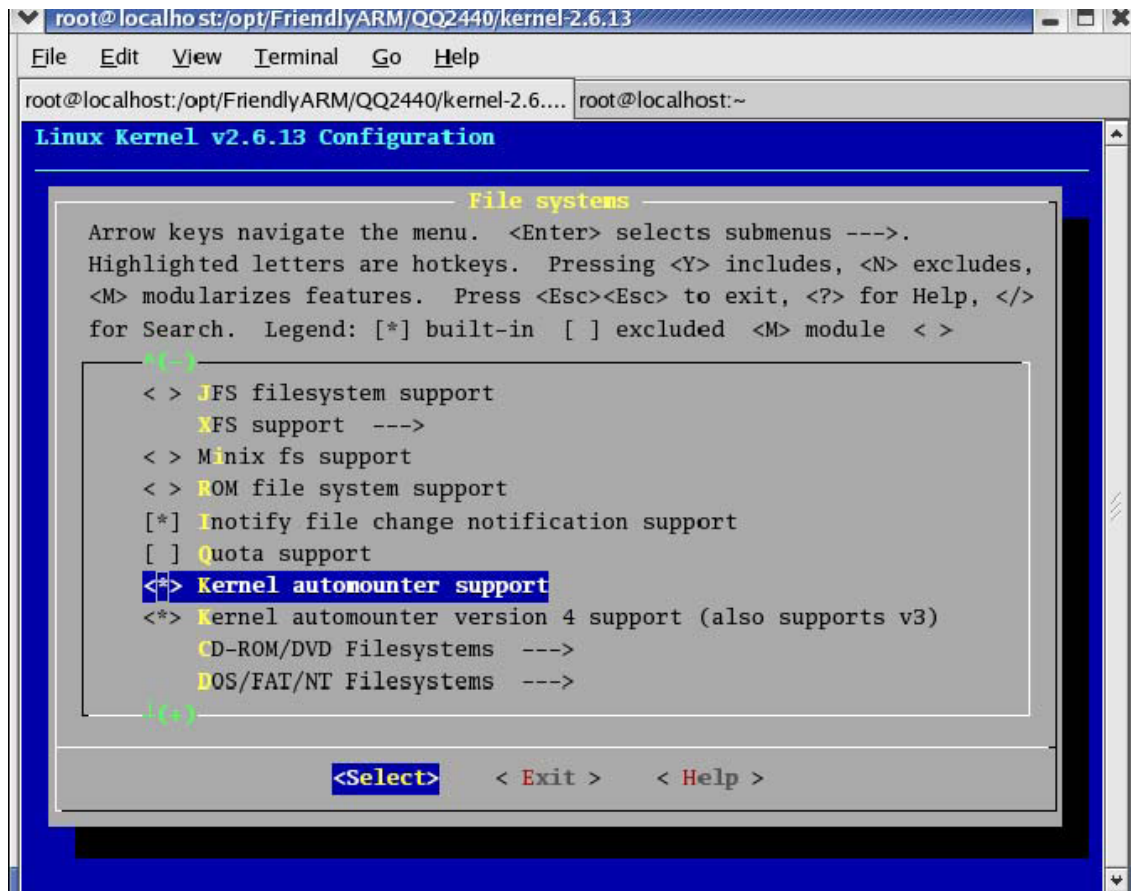 root@localhost:/opt/FriendlyARM/QQ2440/kernel-2.6.13
File Edit View Terminal Go Help
root@localhost:/opt/FriendlyARM/QQ2440/kernel-2.6.... root@localhost:~
Linux Kernel v2.6.13 Configuration
File systems
Arrow keys navigate the menu. <Enter> selects submenus --->.
Highlighted letters are hotkeys. Pressing <Y> includes, <N> excludes,
<M> modularizes features. Press <Esc><Esc> to exit, <?> for Help, </>
for Search. Legend: [*] built-in [ ] excluded <M> module < >
^(-)
< > JFS filesystem support
XFS support --->
< > Minix fs support
< > ROM file system support
[*] Inotify file change notification support
[ ] Quota support
<*> Kernel automounter support
<*> Kernel automounter version 4 support (also supports v3)
CD-ROM/DVD Filesystems --->
DOS/FAT/NT Filesystems --->
┴(+)
<Select> < Exit > < Help >